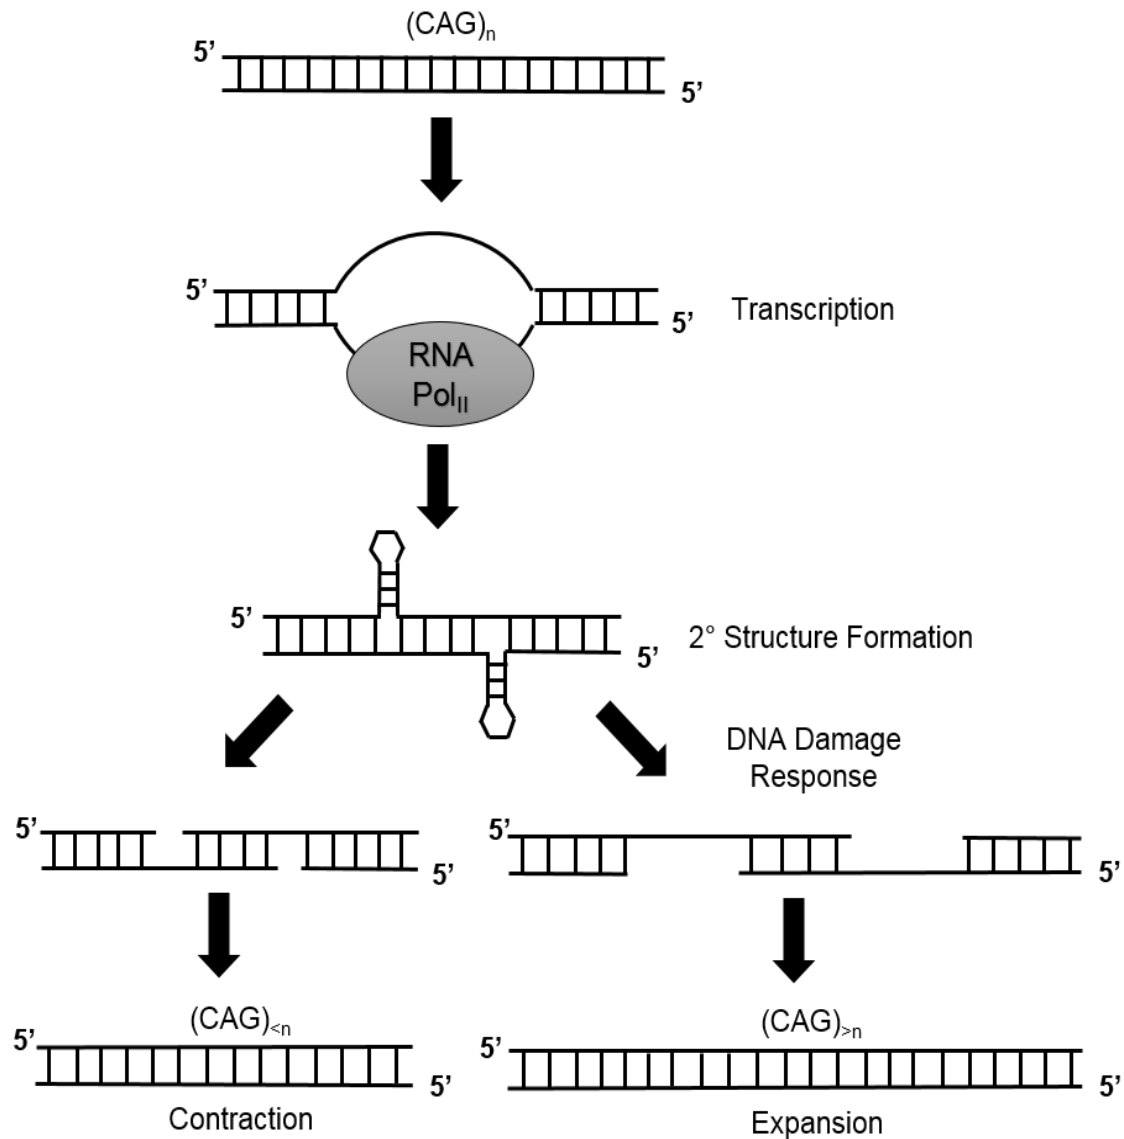 (CAG)n
5’
5’
5’
RNA
PolII
Transcription
5’
5’
2° Structure Formation
5’
DNA Damage
Response
5’
5’
5’
5’
(CAG)<n
(CAG)>n
5’
5’
5’
5’
Contraction
Expansion